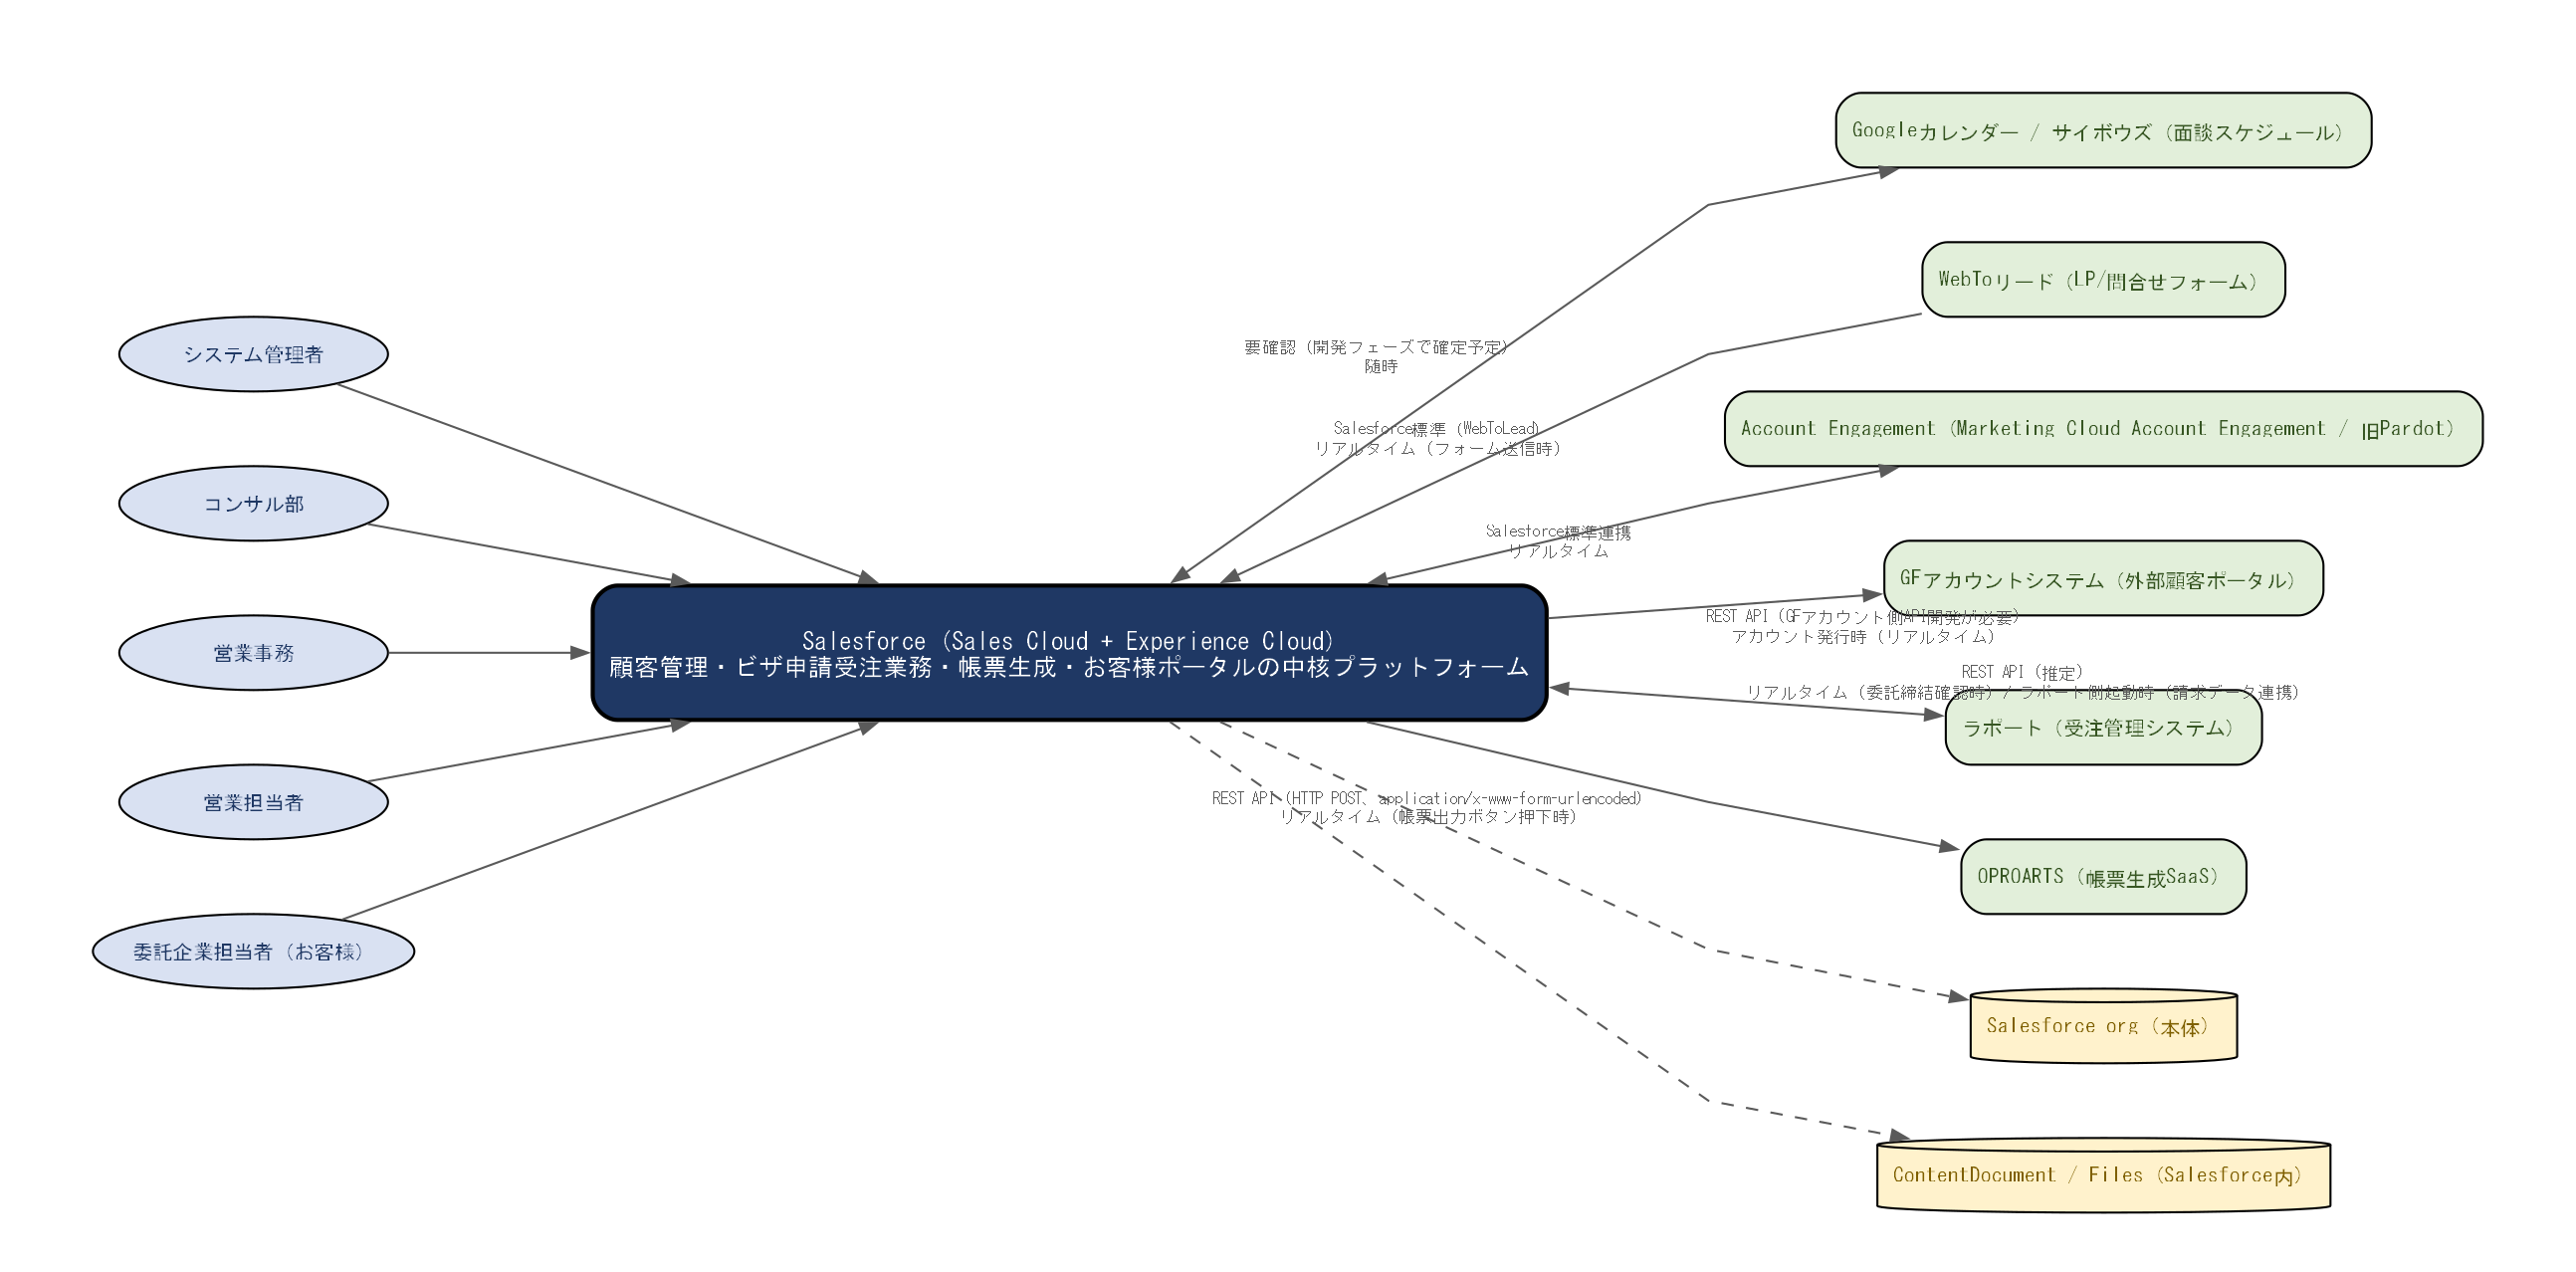 Googleカレンダー / サイボウズ（面談スケジュール）
WebToリード（LP/問合せフォーム）
システム管理者
要確認（開発フェーズで確定予定）
随時
Salesforce標準（WebToLead）
リアルタイム（フォーム送信時）
Account Engagement（Marketing Cloud Account Engagement / 旧Pardot）
コンサル部
Salesforce標準連携
リアルタイム
GFアカウントシステム（外部顧客ポータル）
REST API（GFアカウント側API開発が必要）
アカウント発行時（リアルタイム）
営業事務
Salesforce（Sales Cloud + Experience Cloud）
顧客管理・ビザ申請受注業務・帳票生成・お客様ポータルの中核プラットフォーム
REST API（推定）
リアルタイム（委託締結確認時）/ ラポート側起動時（請求データ連携）
ラポート（受注管理システム）
営業担当者
REST API（HTTP POST、application/x-www-form-urlencoded）
リアルタイム（帳票出力ボタン押下時）
OPROARTS（帳票生成SaaS）
委託企業担当者（お客様）
Salesforce org（本体）
ContentDocument / Files（Salesforce内）